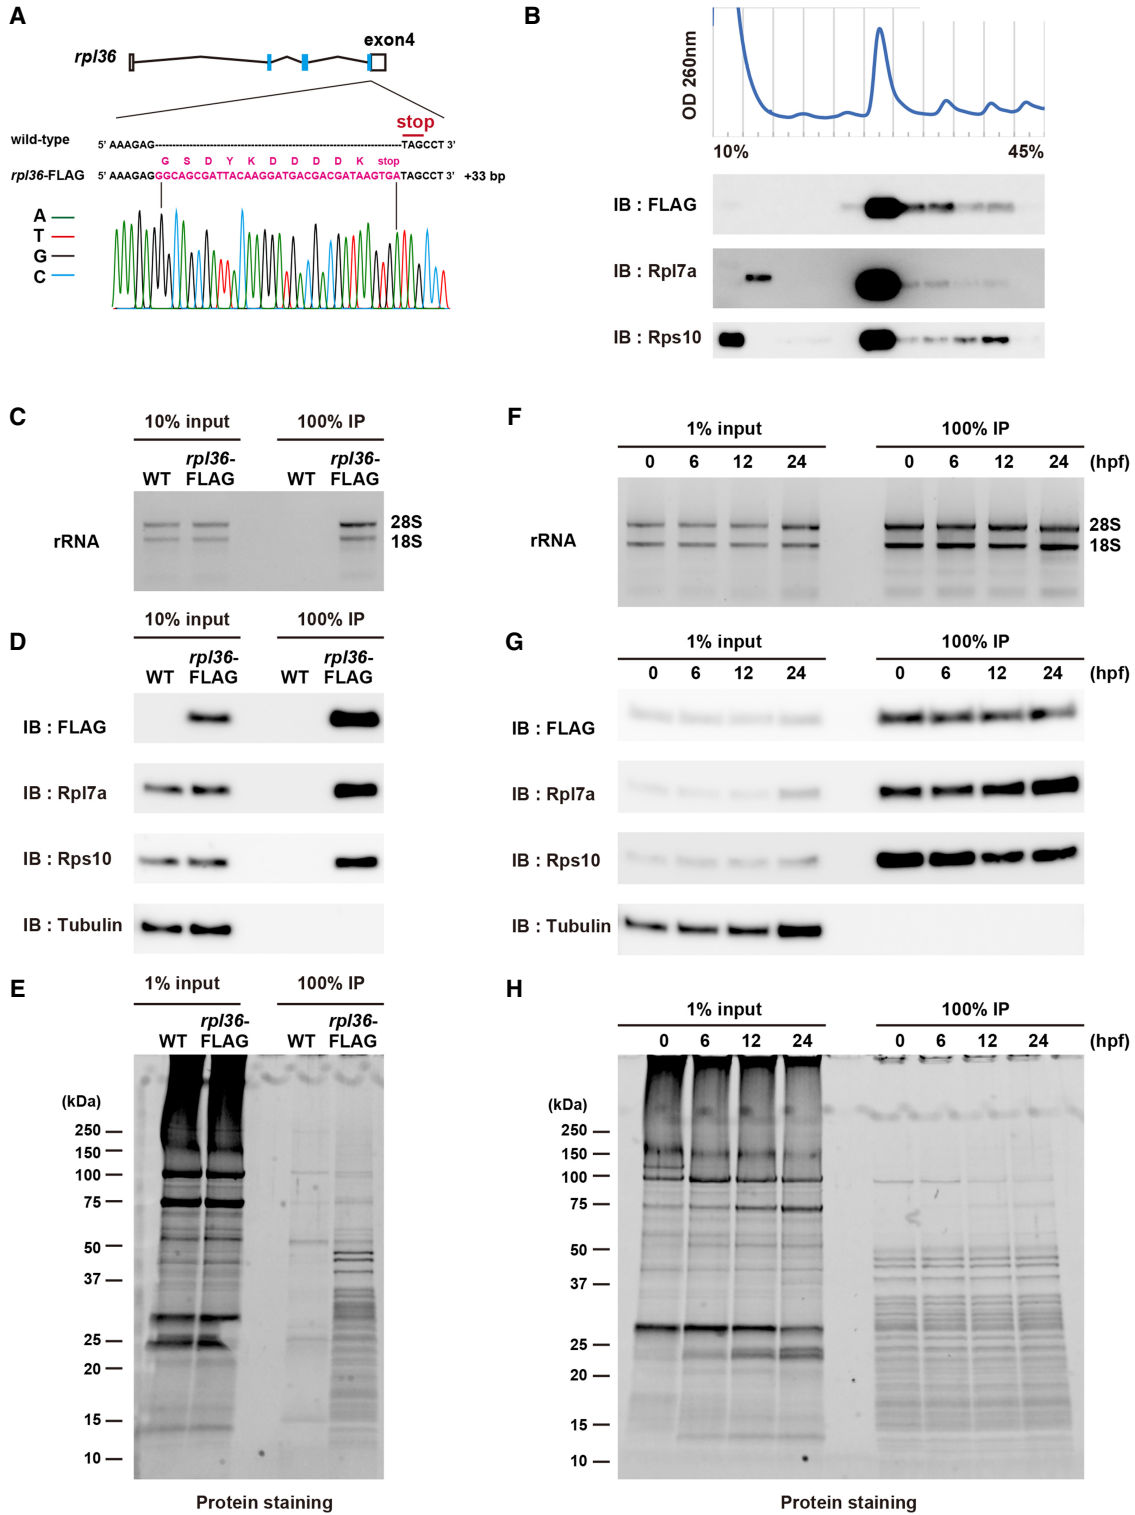 A
rpl36
exon4
stop
wild-type
5' AAAGAG--------------------------------------------------TAGCCT 3'
G S D Y K D D D D K stop
rpl36-FLAG
5' AAAGAGGGCAGCGATTACAAGGATGACGACGATAAGTGATAGCCT 3'
+33 bp
A
T
G
C
B
OD 260nm
10%
45%
IB : FLAG
IB : Rpl7a
IB : Rps10
C
10% input
100% IP
WT
rpl36-
FLAG
WT
rpl36-
FLAG
rRNA
28S
18S
D
10% input
100% IP
WT
rpl36-
FLAG
WT
rpl36-
FLAG
IB : FLAG
IB : Rpl7a
IB : Rps10
IB : Tubulin
E
1% input
100% IP
WT
rpl36-
FLAG
WT
rpl36-
FLAG
(kDa)
250
150
100
75
50
37
25
20
15
10
Protein staining
F
1% input
100% IP
0 6 12 24 0 6 12 24 (hpf)
rRNA
28S
18S
G
1% input
100% IP
0 6 12 24 0 6 12 24 (hpf)
IB : FLAG
IB : Rpl7a
IB : Rps10
IB : Tubulin
H
1% input
100% IP
0 6 12 24 0 6 12 24 (hpf)
(kDa)
250
150
100
75
50
37
25
20
15
10
Protein staining